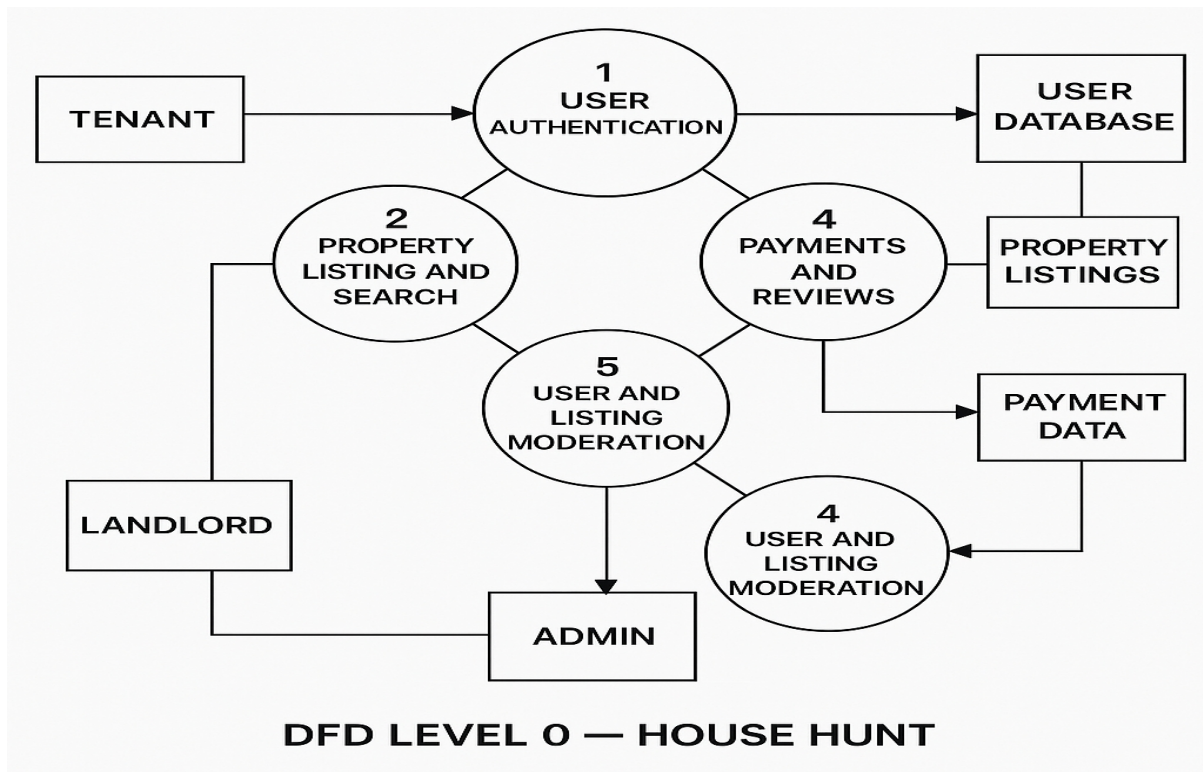 1
USER
AUTHENTICATION
TENANT
USER
DATABASE
2
PROPERTY
LISTING AND
SEARCH
4
PAYMENTS
AND
REVIEWS
PROPERTY
LISTINGS
5
USER AND
LISTING
MODERATION
PAYMENT
DATA
LANDLORD
4
USER AND
LISTING
MODERATION
ADMIN
DFD LEVEL 0 — HOUSE HUNT